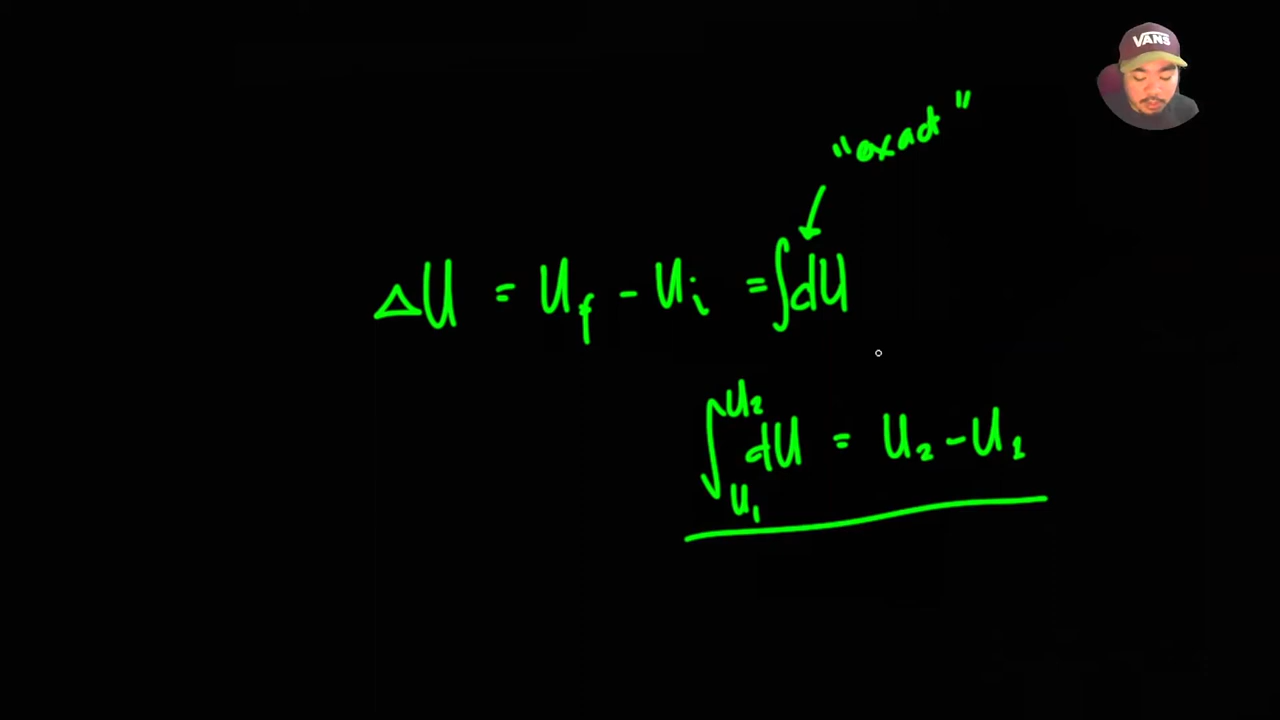 VANS
"exact"
ΔU = U_f - U_i = ∫dU
∫_{U_1}^{U_2} dU = U_2 - U_1